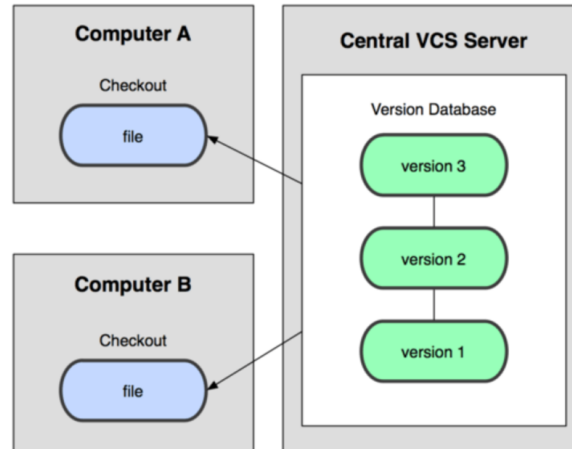 Computer A
Checkout
file
Computer B
Checkout
file
Central VCS Server
Version Database
version 3
version 2
version 1